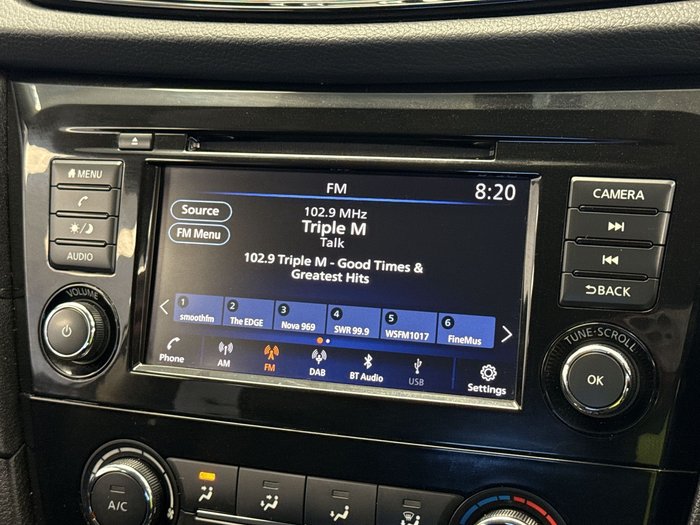 MENU
AUDIO
VOLUME
FM
8:20
Source
FM Menu
102.9 MHz
Triple M
Talk
102.9 Triple M - Good Times &
Greatest Hits
1 smoothfm
2 The EDGE
3 Nova 969
4 SWR 99.9
5 WSFM1017
6 FineMus
Phone
AM
FM
DAB
BT Audio
USB
Settings
CAMERA
BACK
TUNE·SCROLL
OK
A/C